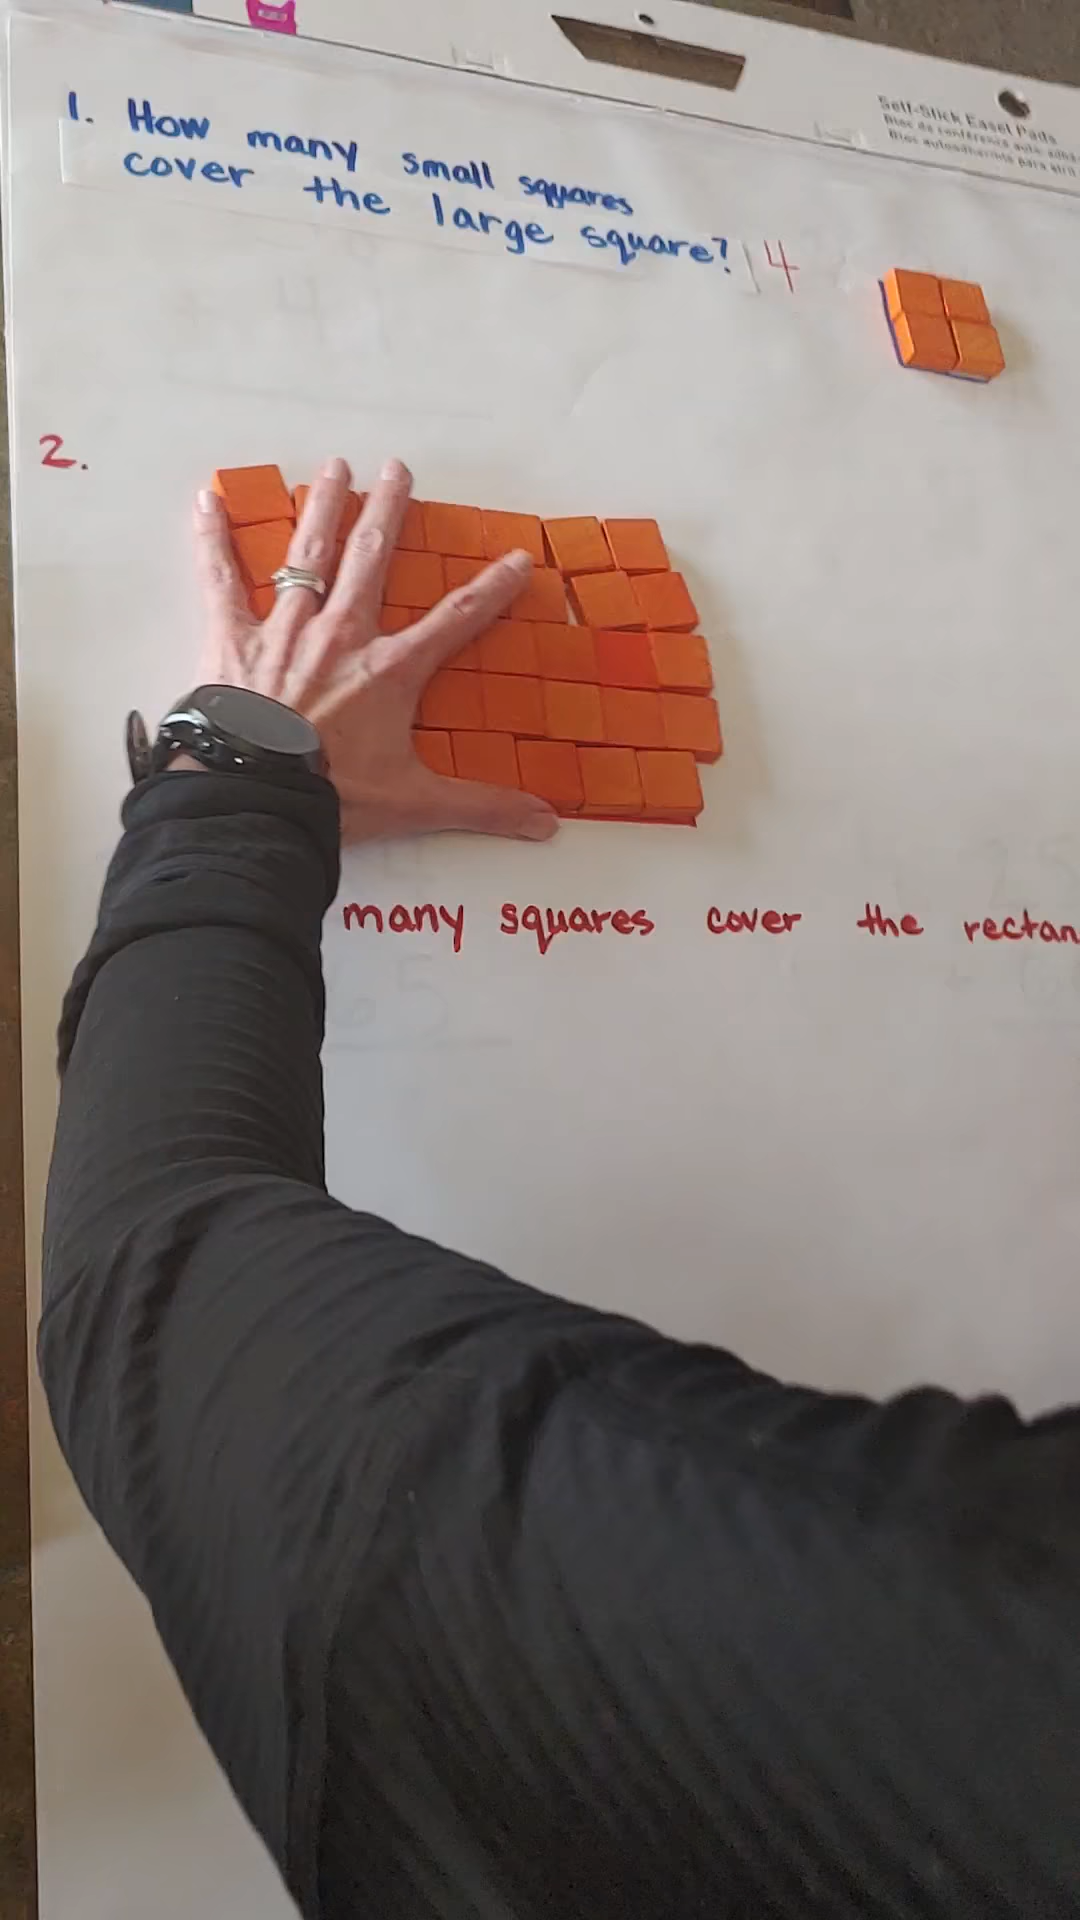 Self-Stick Easel Pads
1. How many small squares
cover the large square? 4
2.
many squares cover the rectan